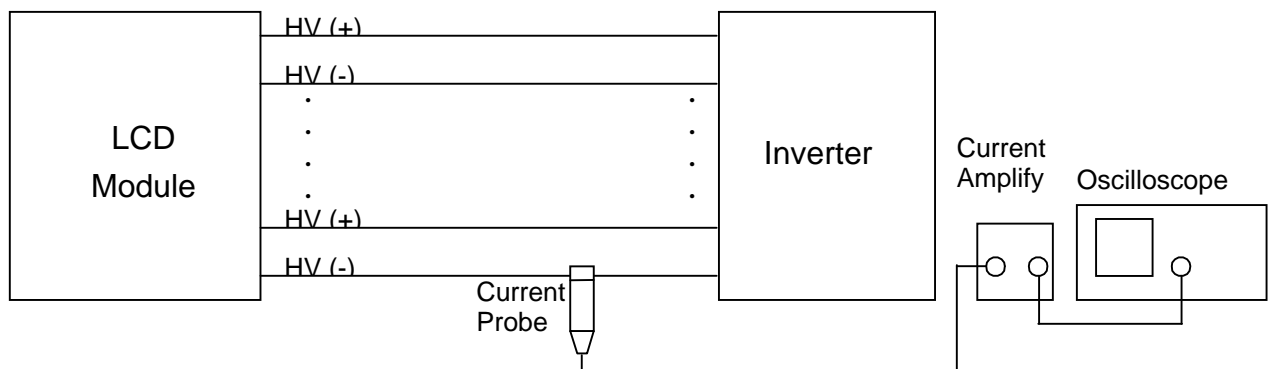 HV (+)
HV (-)
LCD
Module
Inverter
HV (+)
HV (-)
Current
Probe
Current
Amplify
Oscilloscope